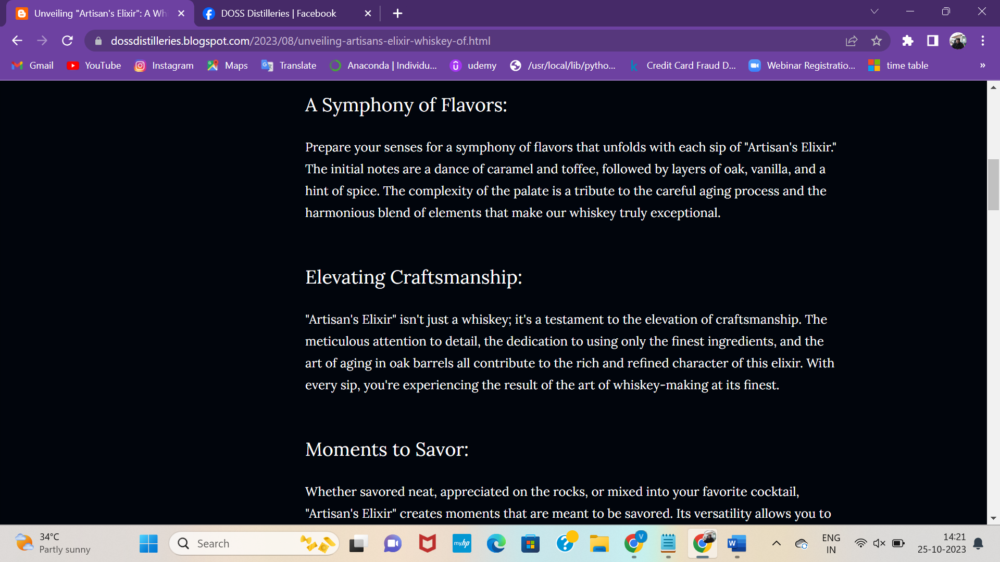 Unveiling "Artisan's Elixir": A Wh
DOSS Distilleries | Facebook
dossdistilleries.blogspot.com/2023/08/unveiling-artisans-elixir-whiskey-of.html
Gmail YouTube Instagram Maps Translate Anaconda | Individu... udemy /usr/local/lib/pytho... Credit Card Fraud D... Webinar Registratio... time table »
A Symphony of Flavors:
Prepare your senses for a symphony of flavors that unfolds with each sip of "Artisan's Elixir."
The initial notes are a dance of caramel and toffee, followed by layers of oak, vanilla, and a
hint of spice. The complexity of the palate is a tribute to the careful aging process and the
harmonious blend of elements that make our whiskey truly exceptional.
Elevating Craftsmanship:
"Artisan's Elixir" isn't just a whiskey; it's a testament to the elevation of craftsmanship. The
meticulous attention to detail, the dedication to using only the finest ingredients, and the
art of aging in oak barrels all contribute to the rich and refined character of this elixir. With
every sip, you're experiencing the result of the art of whiskey-making at its finest.
Moments to Savor:
Whether savored neat, appreciated on the rocks, or mixed into your favorite cocktail,
"Artisan's Elixir" creates moments that are meant to be savored. Its versatility allows you to
34°C
Partly sunny
Search
myhp
V
W
ENG
IN
14:21
25-10-2023